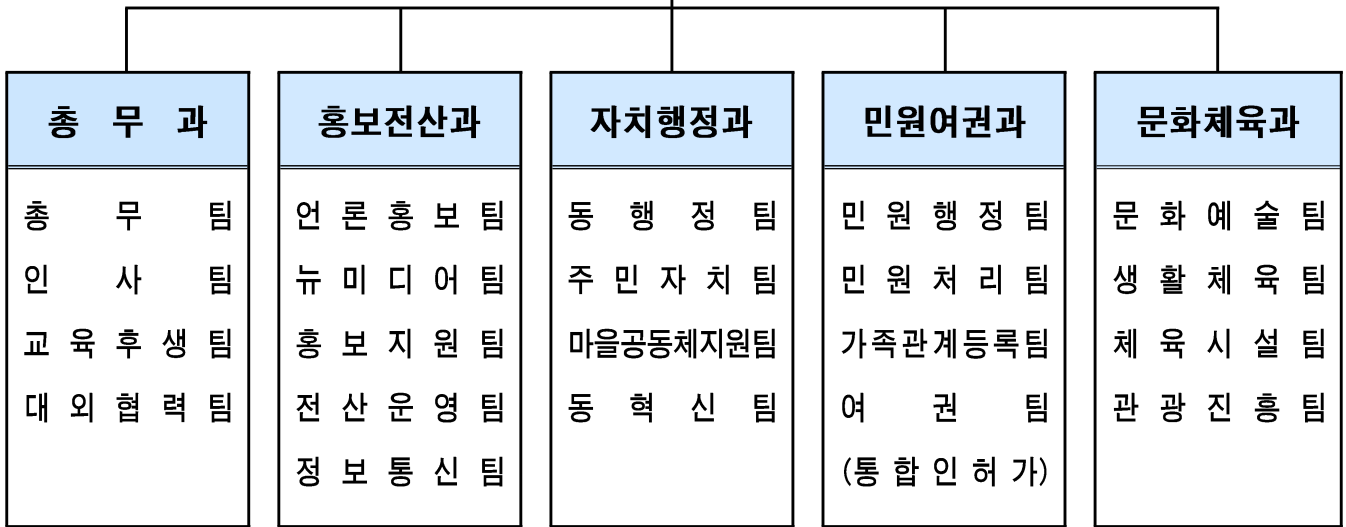 총 무 과
총 무 팀
인 사 팀
교 육 후 생 팀
대 외 협 력 팀
홍보전산과
언 론 홍 보 팀
뉴 미 디 어 팀
홍 보 지 원 팀
전 산 운 영 팀
정 보 통 신 팀
자치행정과
동 행 정 팀
주 민 자 치 팀
마을공동체지원팀
동 혁 신 팀
민원여권과
민 원 행 정 팀
민 원 처 리 팀
가족관계등록팀
여 권 팀
(통 합 인 허 가)
문화체육과
문 화 예 술 팀
생 활 체 육 팀
체 육 시 설 팀
관 광 진 흥 팀